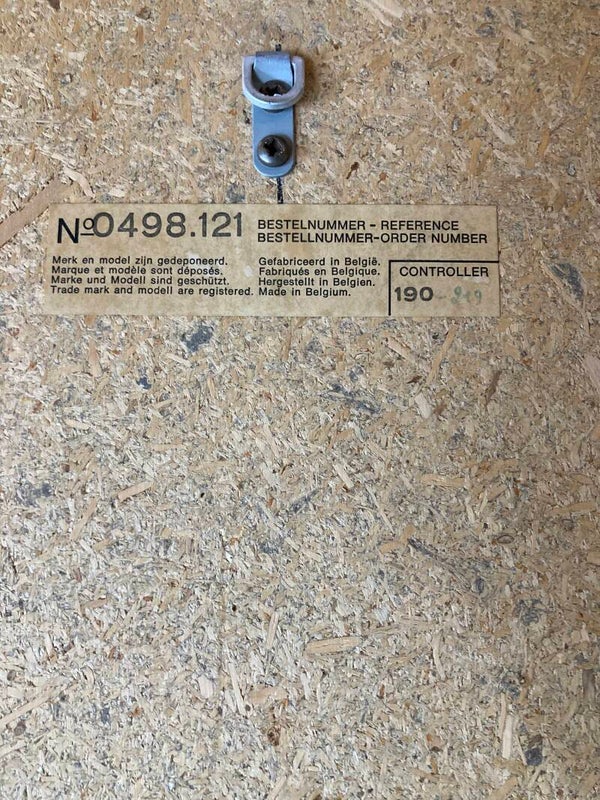 Nº 0498.121
BESTELNUMMER - REFERENCE
BESTELLNUMMER-ORDER NUMBER
Merk en model zijn gedeponeerd.
Marque et modèle sont déposés.
Marke und Modell sind geschützt.
Trade mark and modell are registered.
Gefabriceerd in België.
Fabriqués en Belgique.
Hergestellt in Belgien.
Made in Belgium.
CONTROLLER
190